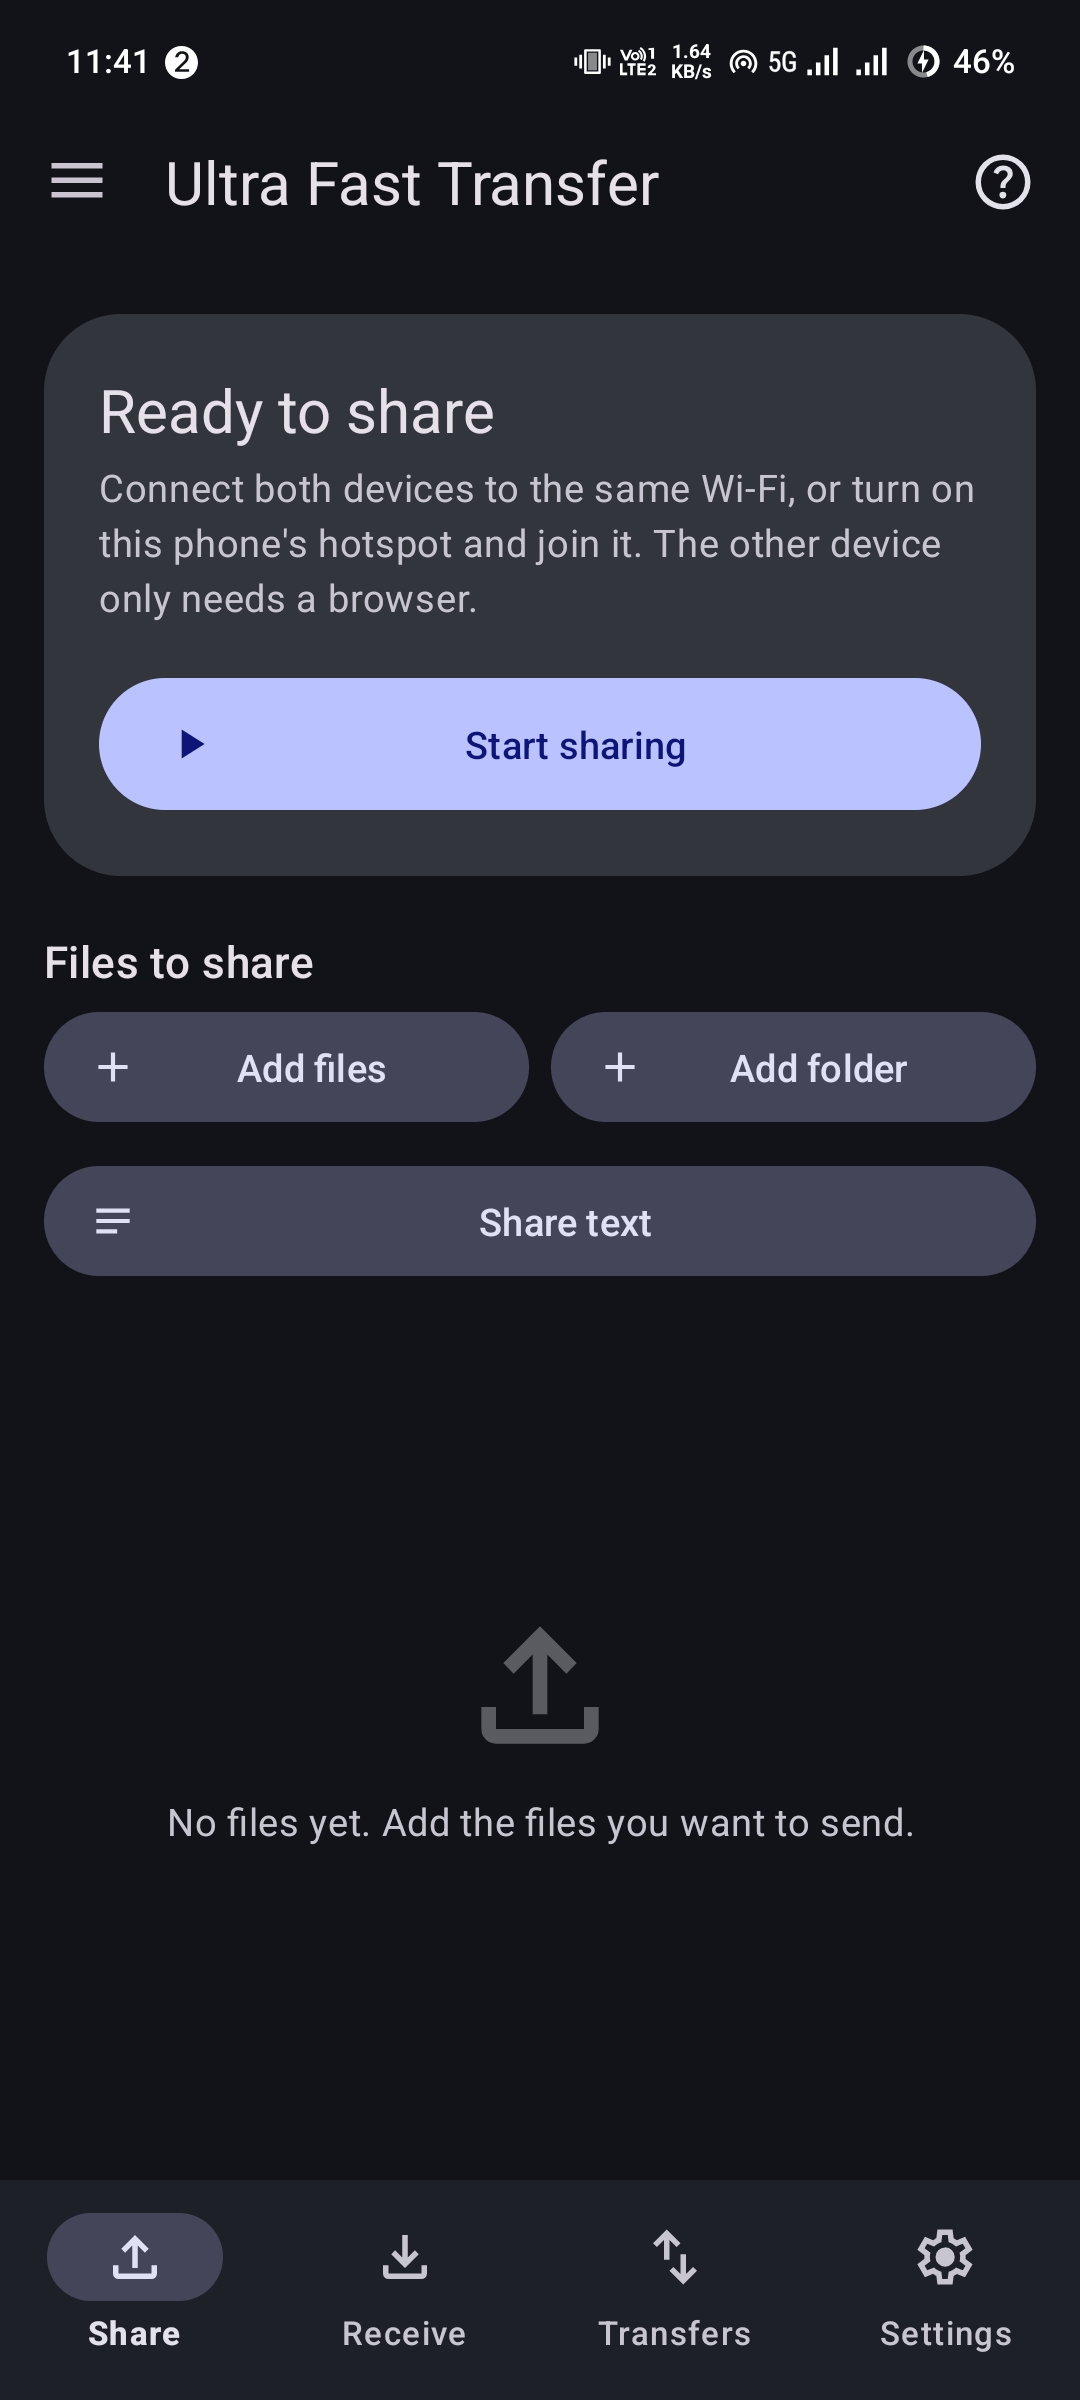 11:41 2 Vo)) 1 LTE2 1.64 KB/s 5G 46%
Ultra Fast Transfer
Ready to share
Connect both devices to the same Wi-Fi, or turn on
this phone's hotspot and join it. The other device
only needs a browser.
Start sharing
Files to share
Add files Add folder
Share text
No files yet. Add the files you want to send.
Share Receive Transfers Settings